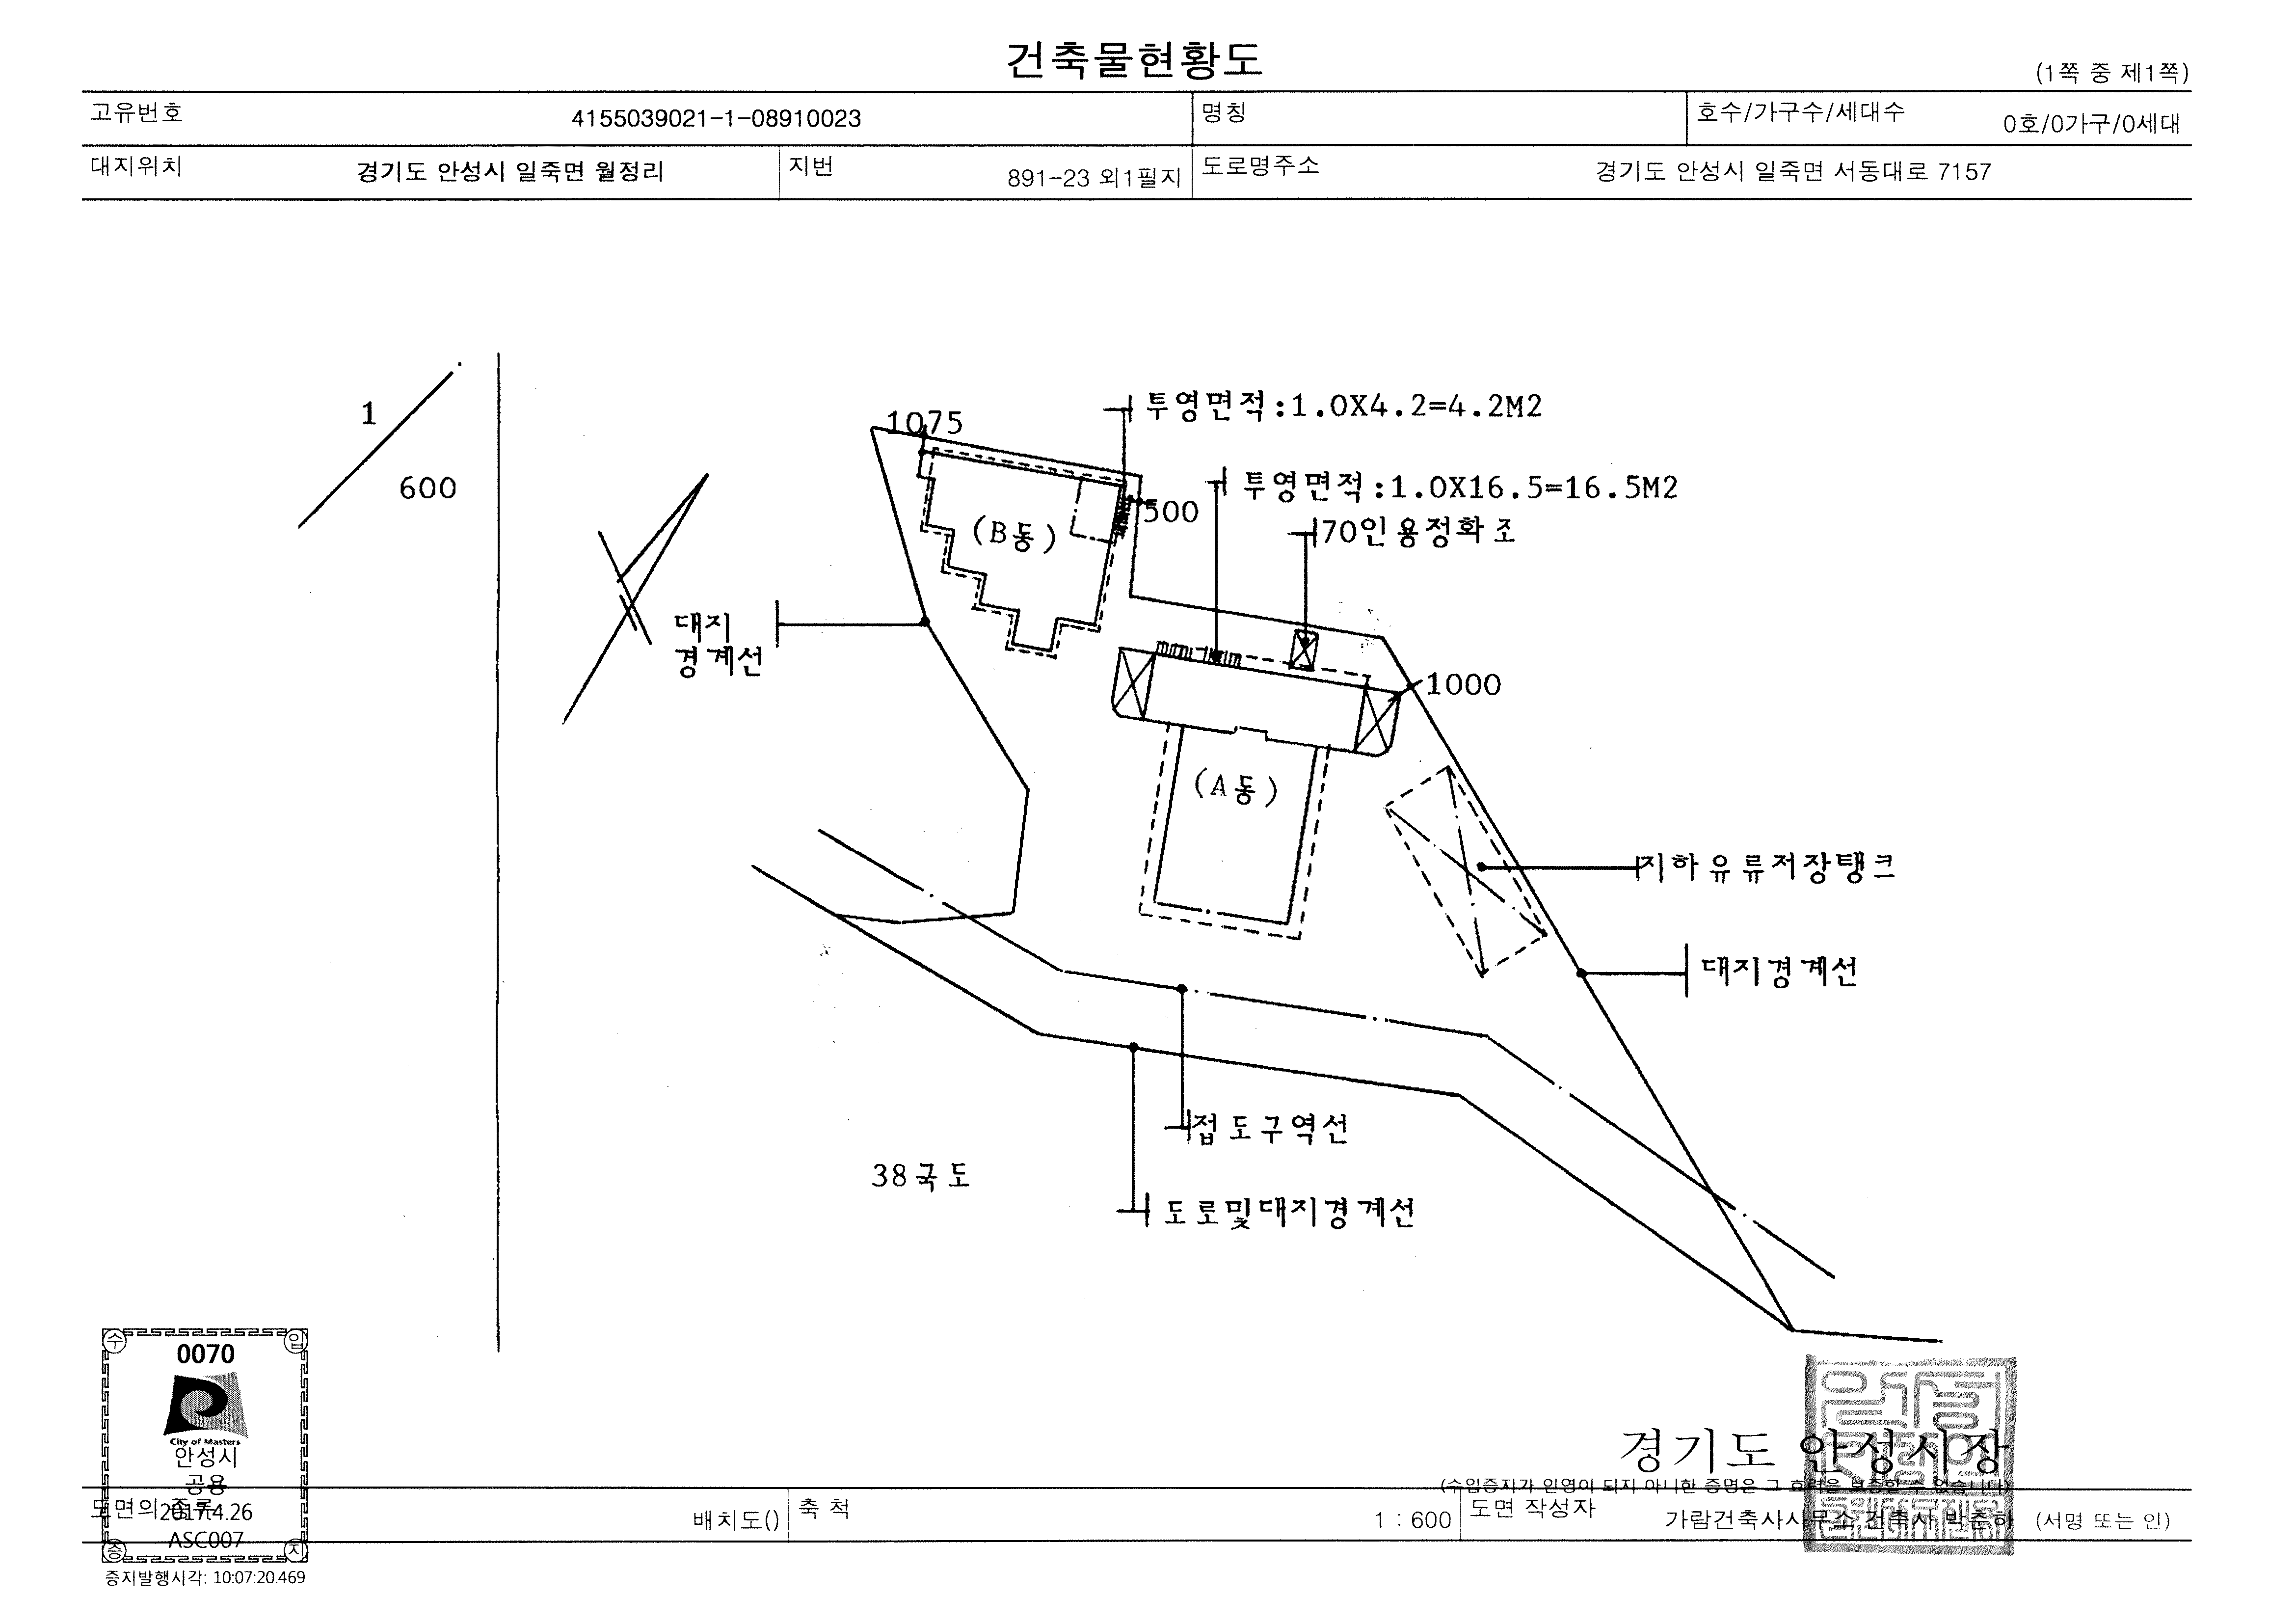 건축물현황도
(1쪽 중 제1쪽)
고유번호 4155039021-1-08910023 명칭 호수/가구수/세대수 0호/0가구/0세대
대지위치 경기도 안성시 일죽면 월정리 지번 891-23 외1필지 도로명주소 경기도 안성시 일죽면 서동대로 7157
1
600
1075
투영면적:1.0X4.2=4.2M2
투영면적:1.0X16.5=16.5M2
500
70인용정화조
(B동)
대지
경계선
1000
(A동)
지하유류저장탱크
대지경계선
접도구역선
38국도
도로및대지경계선
수 입
0070
City of Masters
안성시
공용
2017.4.26
ASC007
증 지
증지발행시각: 10:07:20.469
경기도 안성시장
(수입증지가 인영이 되지 아니한 증명은 그 효력을 보증할 수 없습니다)
도면의 종류 배치도() 축 척 1 : 600 도면 작성자 가람건축사사무소 건축사 박준하 (서명 또는 인)